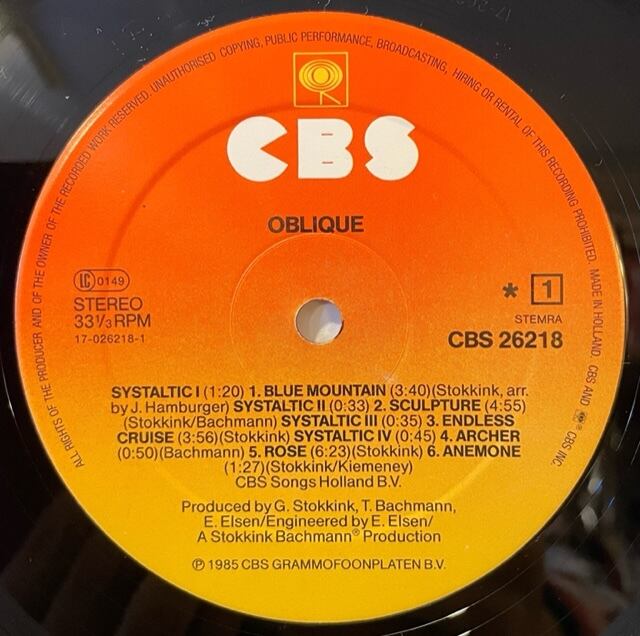 ALL RIGHTS OF THE PRODUCER AND OF THE OWNER OF THE RECORDED WORK RESERVED. UNAUTHORISED COPYING, PUBLIC PERFORMANCE, BROADCASTING, HIRING OR RENTAL OF THIS RECORDING PROHIBITED. MADE IN HOLLAND. CBS AND CBS INC.
CBS
OBLIQUE
LC 0149
STEREO
33⅓ RPM
17-026218-1
* 1
STEMRA
CBS 26218
SYSTALTIC I (1:20) 1. BLUE MOUNTAIN (3:40)(Stokkink, arr.
by J. Hamburger) SYSTALTIC II (0:33) 2. SCULPTURE (4:55)
(Stokkink/Bachmann) SYSTALTIC III (0:35) 3. ENDLESS
CRUISE (3:56)(Stokkink) SYSTALTIC IV (0:45) 4. ARCHER
(0:50)(Bachmann) 5. ROSE (6:23)(Stokkink) 6. ANEMONE
(1:27)(Stokkink/Kiemeney)
CBS Songs Holland B.V.
Produced by G. Stokkink, T. Bachmann,
E. Elsen/Engineered by E. Elsen/
A Stokkink Bachmann® Production
℗ 1985 CBS GRAMMOFOONPLATEN B.V.